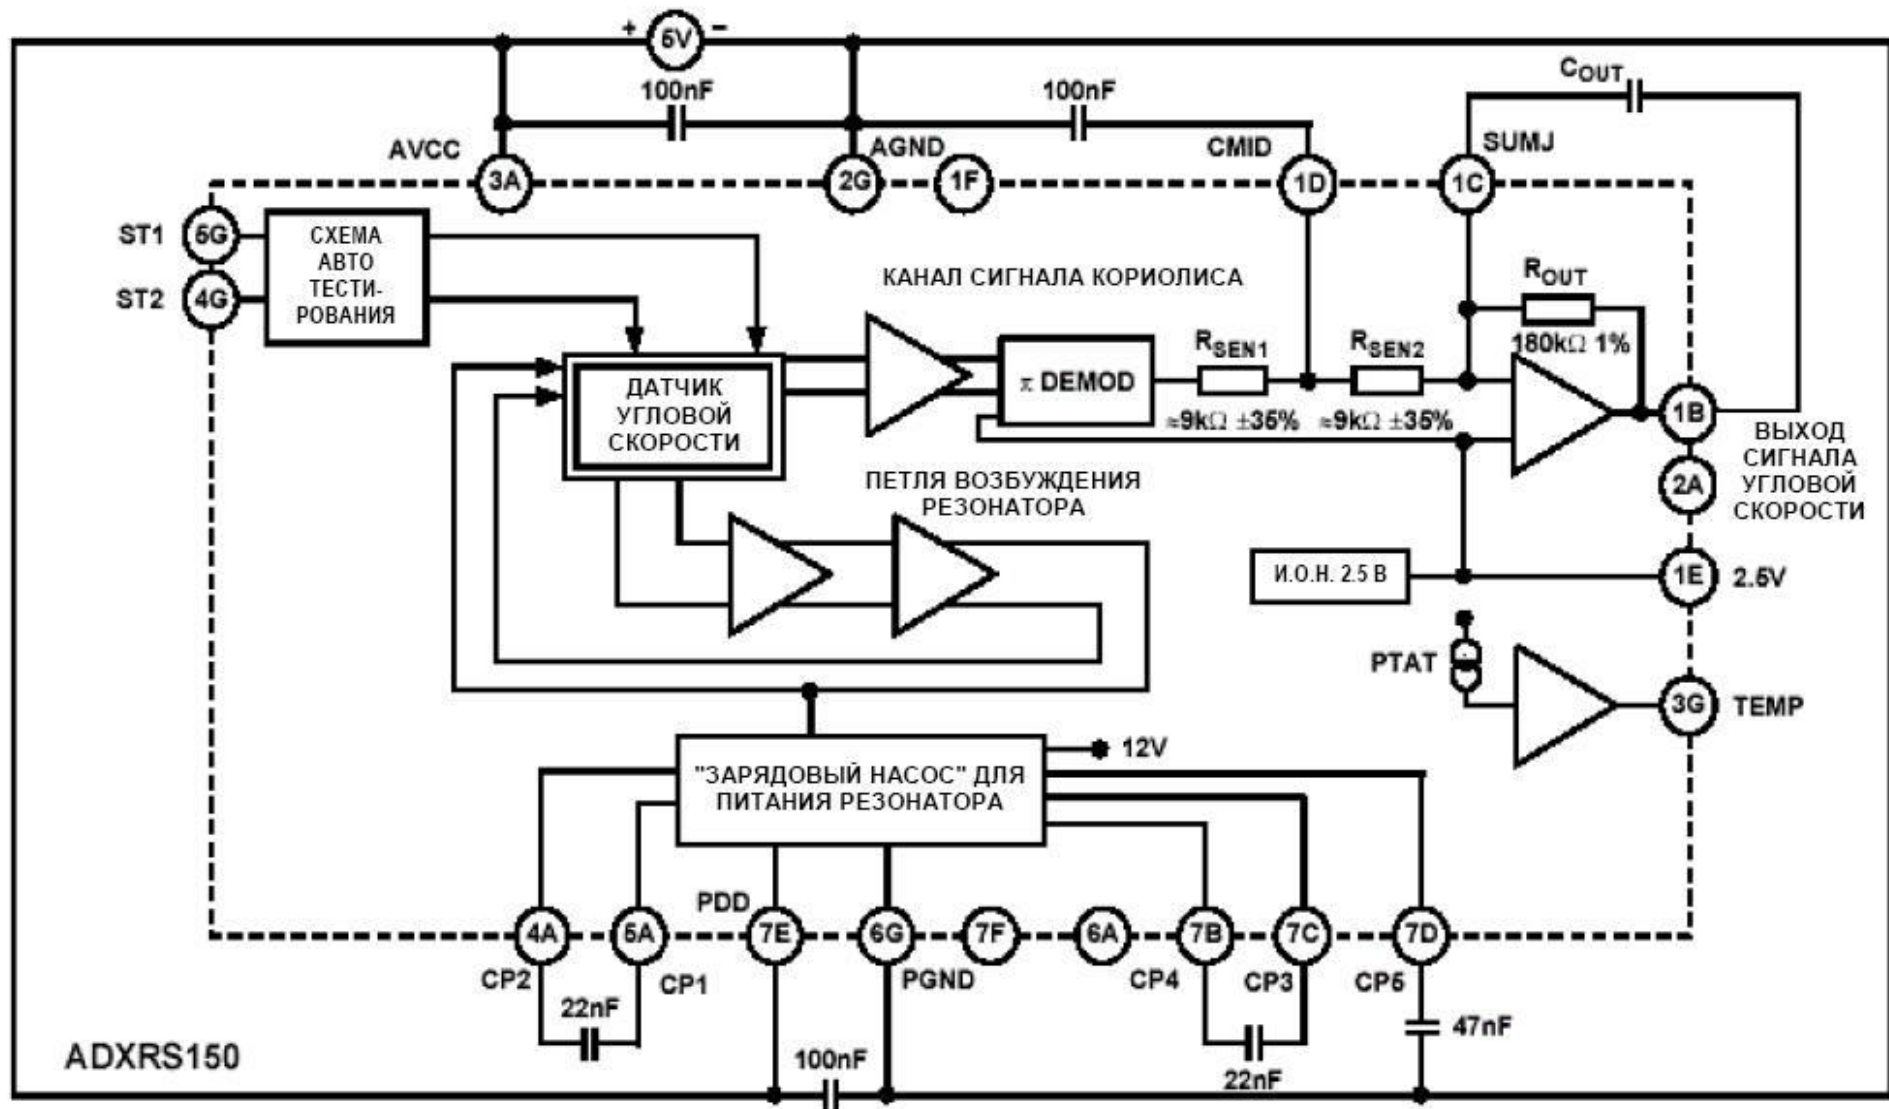 + 5V −
100nF
100nF
C_OUT
AVCC
AGND
CMID
SUMJ
3A
2G
1F
1D
1C
ST1
5G
ST2
4G
СХЕМА
АВТО
ТЕСТИ-
РОВАНИЯ
КАНАЛ СИГНАЛА КОРИОЛИСА
R_OUT
180kΩ 1%
ДАТЧИК
УГЛОВОЙ
СКОРОСТИ
π DEMOD
R_SEN1
≈9kΩ ±35%
R_SEN2
≈9kΩ ±35%
1B
ВЫХОД
СИГНАЛА
УГЛОВОЙ
СКОРОСТИ
2A
ПЕТЛЯ ВОЗБУЖДЕНИЯ
РЕЗОНАТОРА
И.О.Н. 2.5 В
1E
2.5V
PTAT
3G
TEMP
12V
"ЗАРЯДОВЫЙ НАСОС" ДЛЯ
ПИТАНИЯ РЕЗОНАТОРА
PDD
4A
5A
7E
6G
7F
6A
7B
7C
7D
CP2
CP1
PGND
CP4
CP3
CP5
22nF
47nF
ADXRS150
100nF
22nF